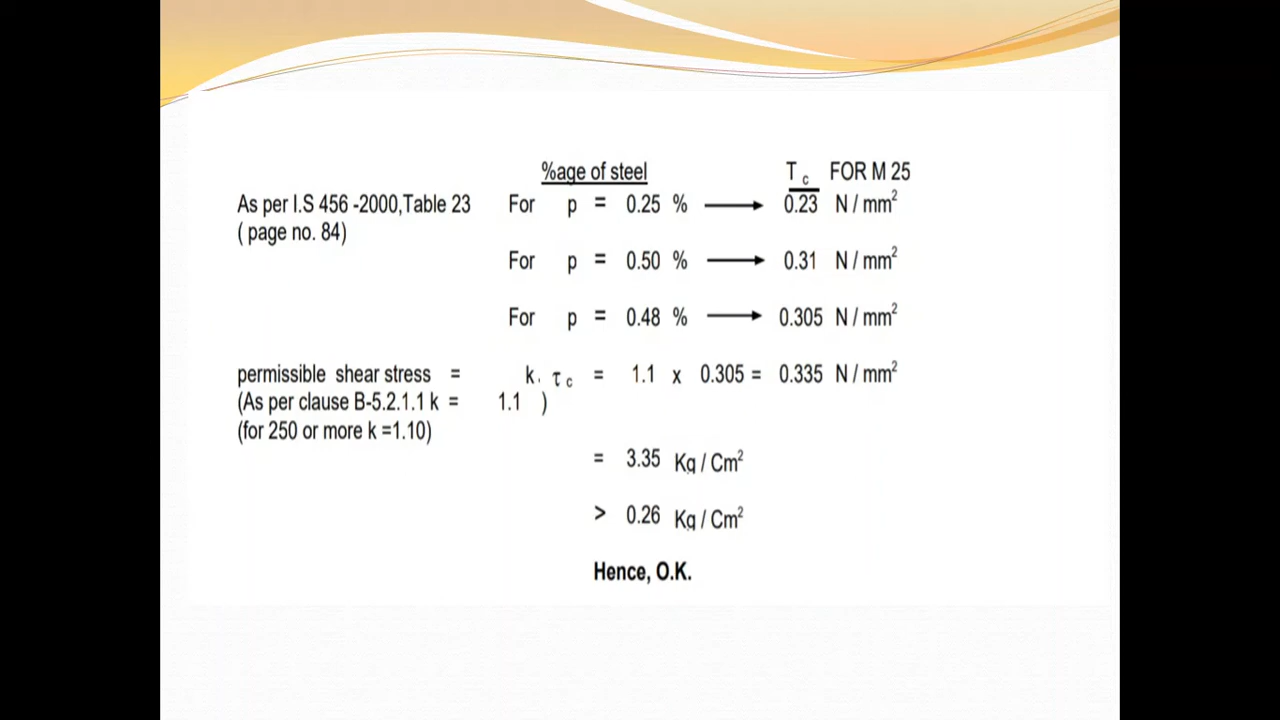 %age of steel T c FOR M 25
As per I.S 456 -2000,Table 23 For p = 0.25 % → 0.23 N / mm²
( page no. 84)
For p = 0.50 % → 0.31 N / mm²
For p = 0.48 % → 0.305 N / mm²
permissible shear stress = k. τ c = 1.1 x 0.305 = 0.335 N / mm²
(As per clause B-5.2.1.1 k = 1.1 )
(for 250 or more k =1.10)
= 3.35 Kg / Cm²
> 0.26 Kg / Cm²
Hence, O.K.